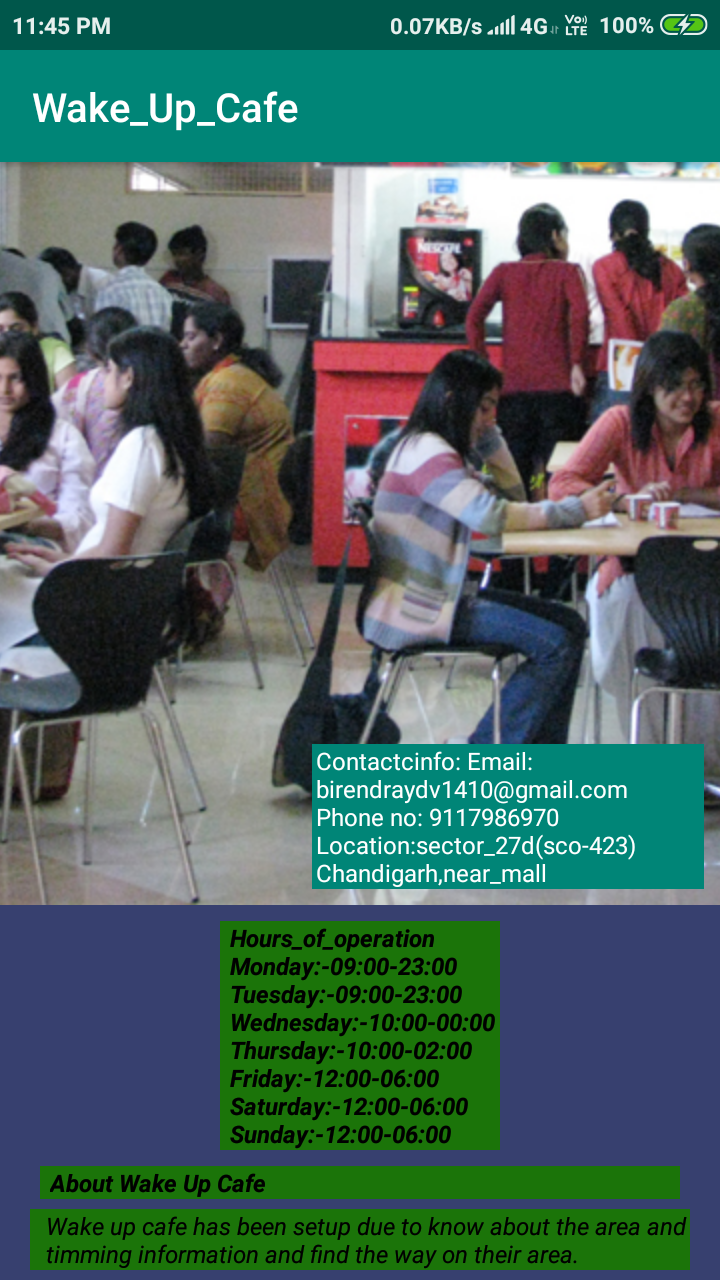 11:45 PM 0.07KB/s 4G Vo)) LTE 100%
Wake_Up_Cafe
NESCAFE
Contactcinfo: Email:
birendraydv1410@gmail.com
Phone no: 9117986970
Location:sector_27d(sco-423)
Chandigarh,near_mall
Hours_of_operation
Monday:-09:00-23:00
Tuesday:-09:00-23:00
Wednesday:-10:00-00:00
Thursday:-10:00-02:00
Friday:-12:00-06:00
Saturday:-12:00-06:00
Sunday:-12:00-06:00
About Wake Up Cafe
Wake up cafe has been setup due to know about the area and
timming information and find the way on their area.